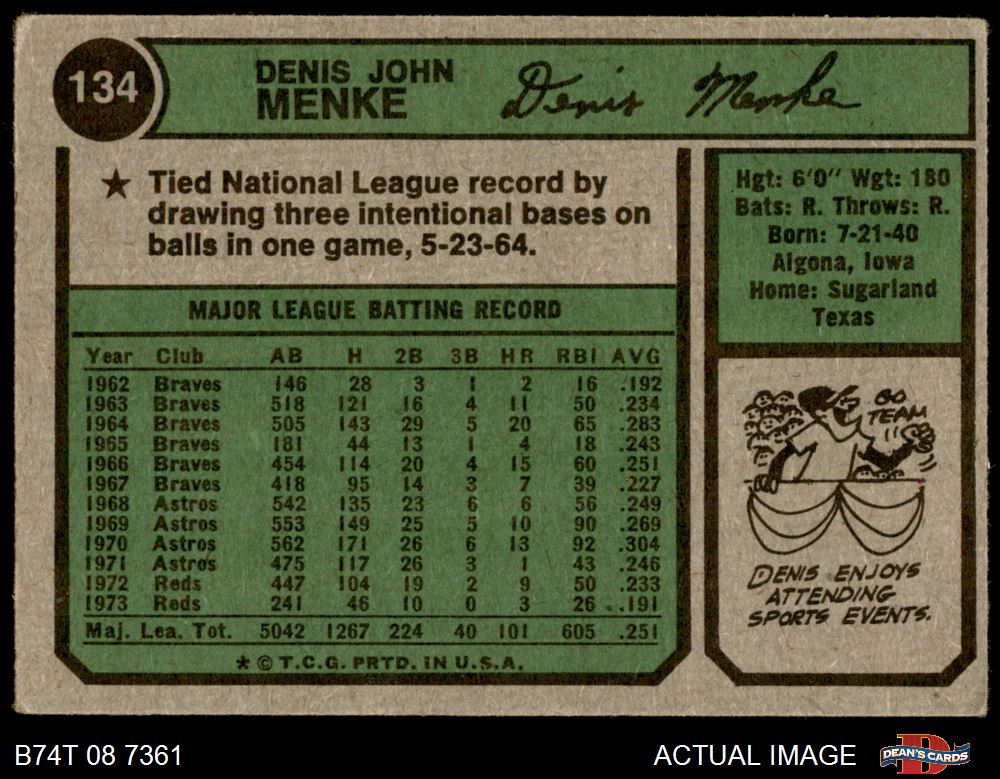 134
DENIS JOHN
MENKE
Denis Menke
★ Tied National League record by
drawing three intentional bases on
balls in one game, 5-23-64.
MAJOR LEAGUE BATTING RECORD
Year Club AB H 2B 3B HR RBI AVG
1962 Braves 146 28 3 1 2 16 .192
1963 Braves 518 121 16 4 11 50 .234
1964 Braves 505 143 29 5 20 65 .283
1965 Braves 181 44 13 1 4 18 .243
1966 Braves 454 114 20 4 15 60 .251
1967 Braves 418 95 14 3 7 39 .227
1968 Astros 542 135 23 6 6 56 .249
1969 Astros 553 149 25 5 10 90 .269
1970 Astros 562 171 26 6 13 92 .304
1971 Astros 475 117 26 3 1 43 .246
1972 Reds 447 104 19 2 9 50 .233
1973 Reds 241 46 10 0 3 26 .191
Maj. Lea. Tot. 5042 1267 224 40 101 605 .251
★ © T.C.G. PRTD. IN U.S.A.
Hgt: 6'0" Wgt: 180
Bats: R. Throws: R.
Born: 7-21-40
Algona, Iowa
Home: Sugarland
Texas
GO
TEAM
DENIS ENJOYS
ATTENDING
SPORTS EVENTS.
B74T 08 7361
ACTUAL IMAGE
DEAN'S CARDS